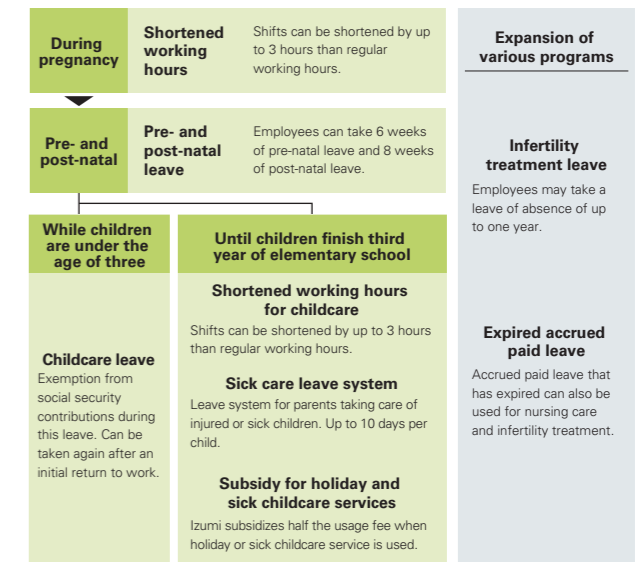 During
pregnancy
Shortened
working
hours
Shifts can be shortened by up
to 3 hours than regular
working hours.
Pre- and
post-natal
Pre- and
post-natal
leave
Employees can take 6 weeks
of pre-natal leave and 8 weeks
of post-natal leave.
While children
are under the
age of three
Childcare leave
Exemption from
social security
contributions during
this leave. Can be
taken again after an
initial return to work.
Until children finish third
year of elementary school
Shortened working hours
for childcare
Shifts can be shortened by up to 3 hours
than regular working hours.
Sick care leave system
Leave system for parents taking care of
injured or sick children. Up to 10 days per
child.
Subsidy for holiday and
sick childcare services
Izumi subsidizes half the usage fee when
holiday or sick childcare service is used.
Expansion of
various programs
Infertility
treatment leave
Employees may take a
leave of absence of up
to one year.
Expired accrued
paid leave
Accrued paid leave that
has expired can also be
used for nursing care
and infertility treatment.